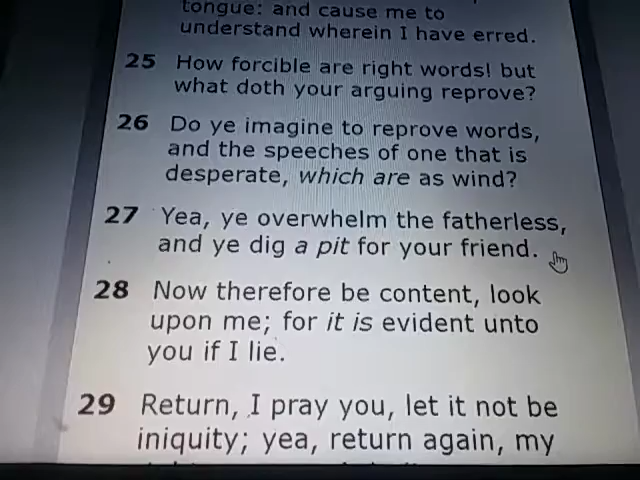 tongue: and cause me to
understand wherein I have erred.
25 How forcible are right words! but
what doth your arguing reprove?
26 Do ye imagine to reprove words,
and the speeches of one that is
desperate, which are as wind?
27 Yea, ye overwhelm the fatherless,
and ye dig a pit for your friend.
28 Now therefore be content, look
upon me; for it is evident unto
you if I lie.
29 Return, I pray you, let it not be
iniquity; yea, return again, my